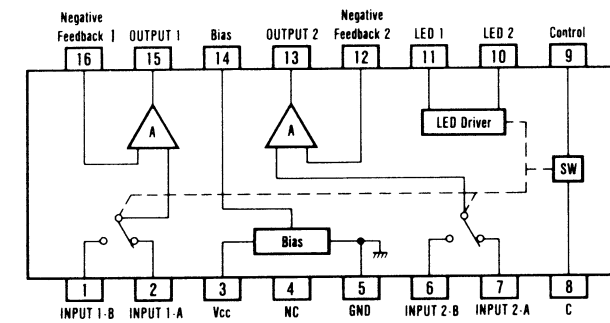 Negative
Feedback 1
OUTPUT 1
Bias
OUTPUT 2
Negative
Feedback 2
LED 1
LED 2
Control
16
15
14
13
12
11
10
9
A
A
LED Driver
SW
Bias
1
2
3
4
5
6
7
8
INPUT 1-B
INPUT 1-A
Vcc
NC
GND
INPUT 2-B
INPUT 2-A
C